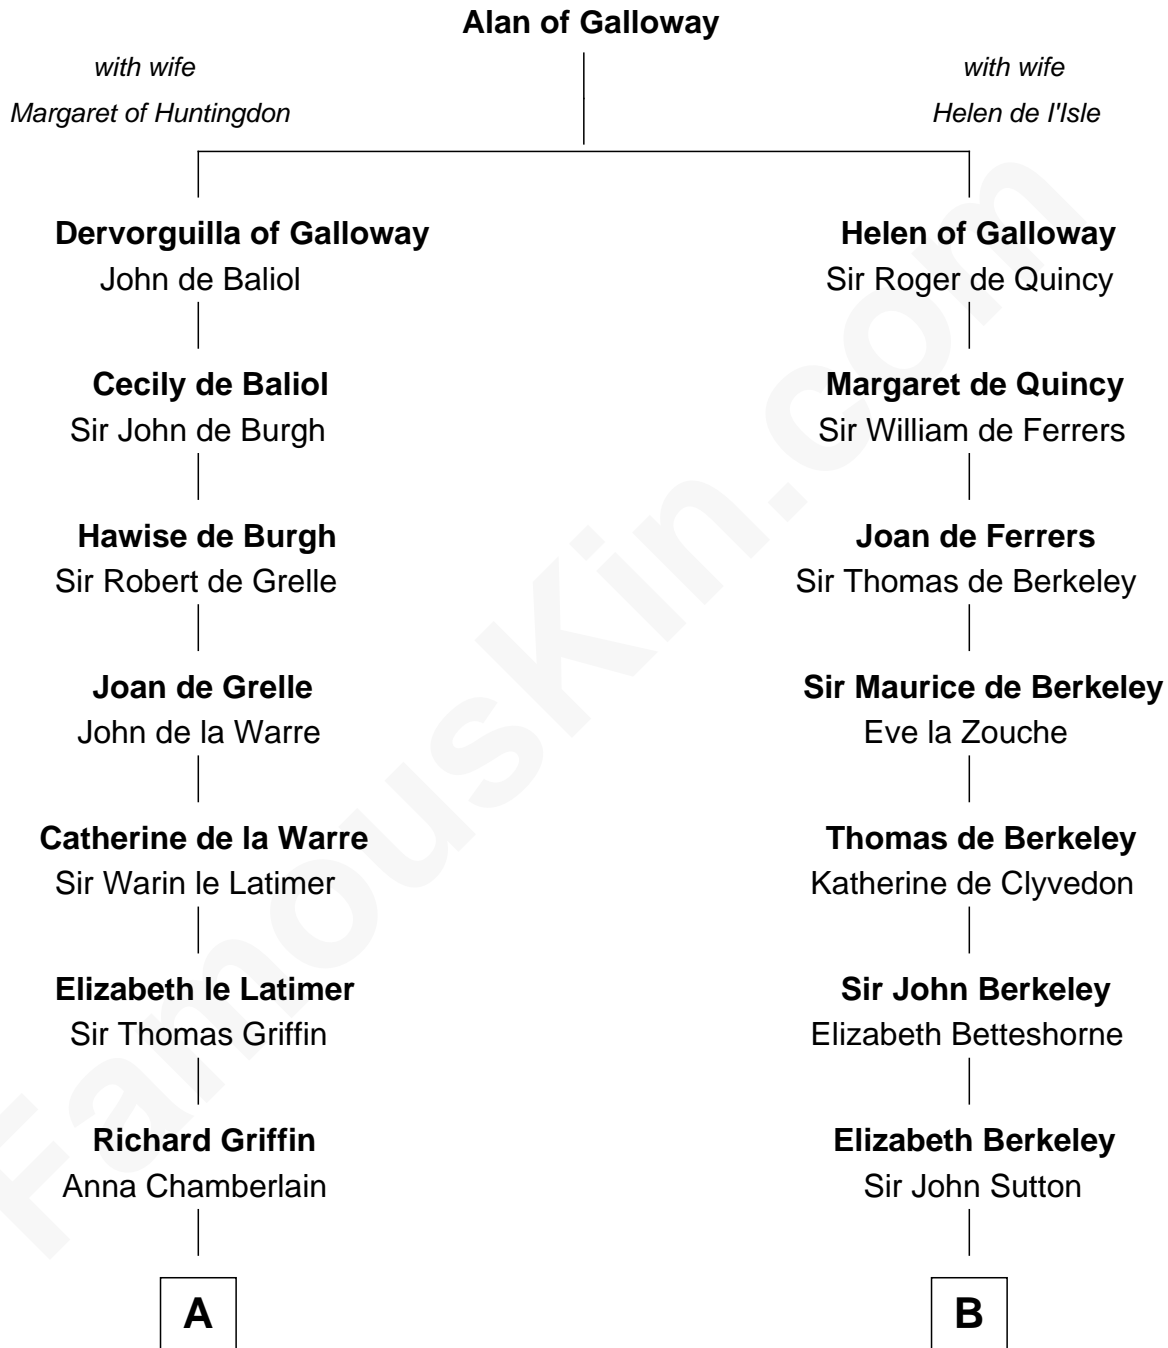 Alan of Galloway
with wife
Margaret of Huntingdon
with wife
Helen de l'Isle
Dervorguilla of Galloway
John de Baliol
Cecily de Baliol
Sir John de Burgh
Hawise de Burgh
Sir Robert de Grelle
Joan de Grelle
John de la Warre
Catherine de la Warre
Sir Warin le Latimer
Elizabeth le Latimer
Sir Thomas Griffin
Richard Griffin
Anna Chamberlain
A
Helen of Galloway
Sir Roger de Quincy
Margaret de Quincy
Sir William de Ferrers
Joan de Ferrers
Sir Thomas de Berkeley
Sir Maurice de Berkeley
Eve la Zouche
Thomas de Berkeley
Katherine de Clyvedon
Sir John Berkeley
Elizabeth Betteshorne
Elizabeth Berkeley
Sir John Sutton
B
FamousKin.com